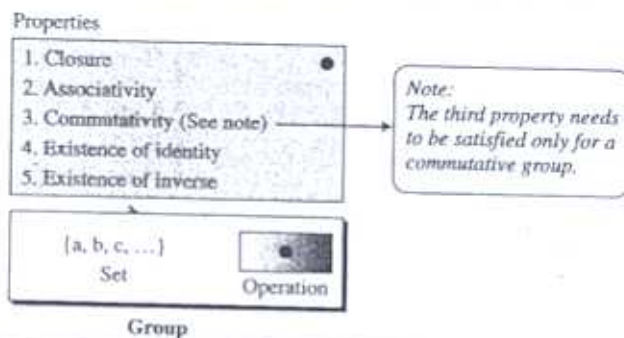 Properties
1. Closure
2. Associativity
3. Commutativity (See note)
4. Existence of identity
5. Existence of inverse
Note:
The third property needs
to be satisfied only for a
commutative group.
{a, b, c, …}
Set
Operation
Group